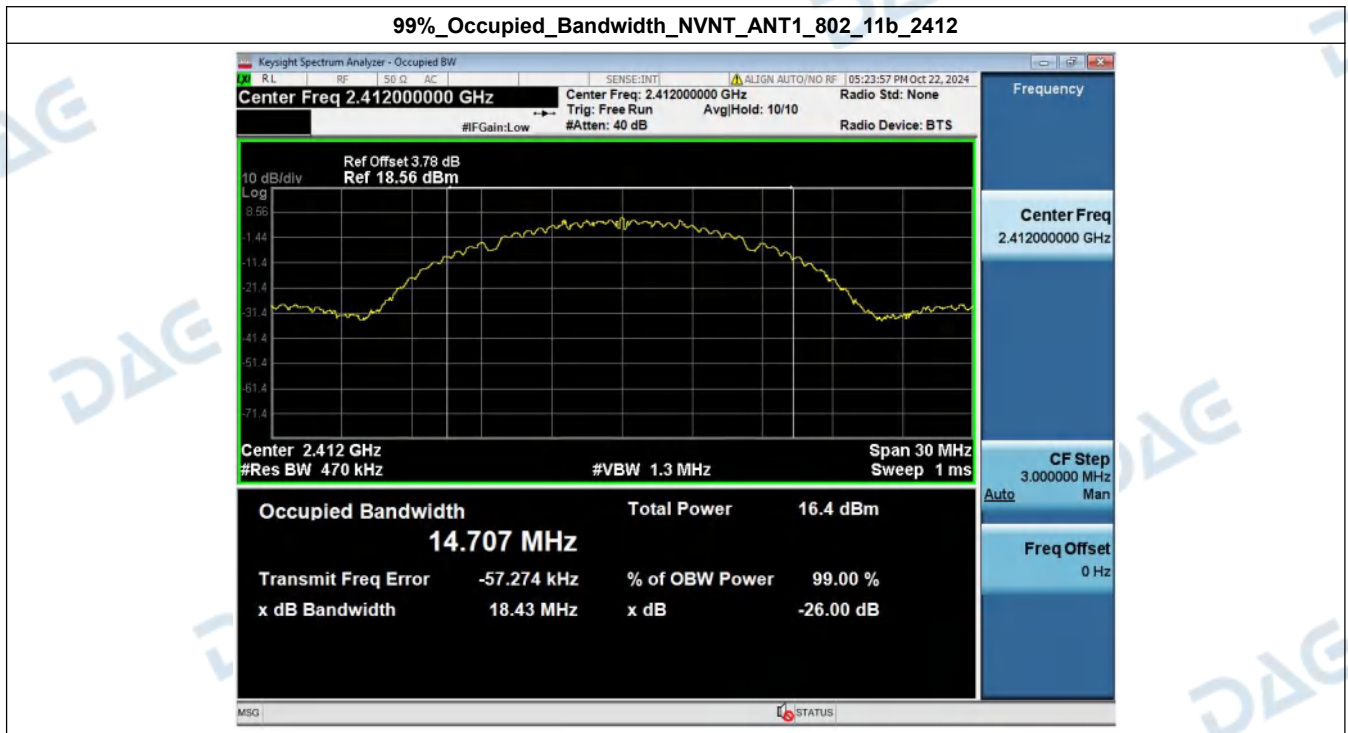 99%_Occupied_Bandwidth_NVNT_ANT1_802_11b_2412
Keysight Spectrum Analyzer - Occupied BW
LXI RL RF 50 Ω AC SENSE:INT ALIGN AUTO/NO RF 05:23:57 PM Oct 22, 2024
Center Freq 2.412000000 GHz
Center Freq: 2.412000000 GHz Radio Std: None
Trig: Free Run Avg|Hold: 10/10
#IFGain:Low #Atten: 40 dB Radio Device: BTS
Frequency
Ref Offset 3.78 dB
10 dB/div Ref 18.56 dBm
Log
8.56
-1.44
-11.4
-21.4
-31.4
-41.4
-51.4
-61.4
-71.4
Center 2.412 GHz Span 30 MHz
#Res BW 470 kHz #VBW 1.3 MHz Sweep 1 ms
Center Freq
2.412000000 GHz
CF Step
3.000000 MHz
Auto Man
Freq Offset
0 Hz
Occupied Bandwidth Total Power 16.4 dBm
14.707 MHz
Transmit Freq Error -57.274 kHz % of OBW Power 99.00 %
x dB Bandwidth 18.43 MHz x dB -26.00 dB
MSG STATUS
DAG
DAG
DAG
DAG